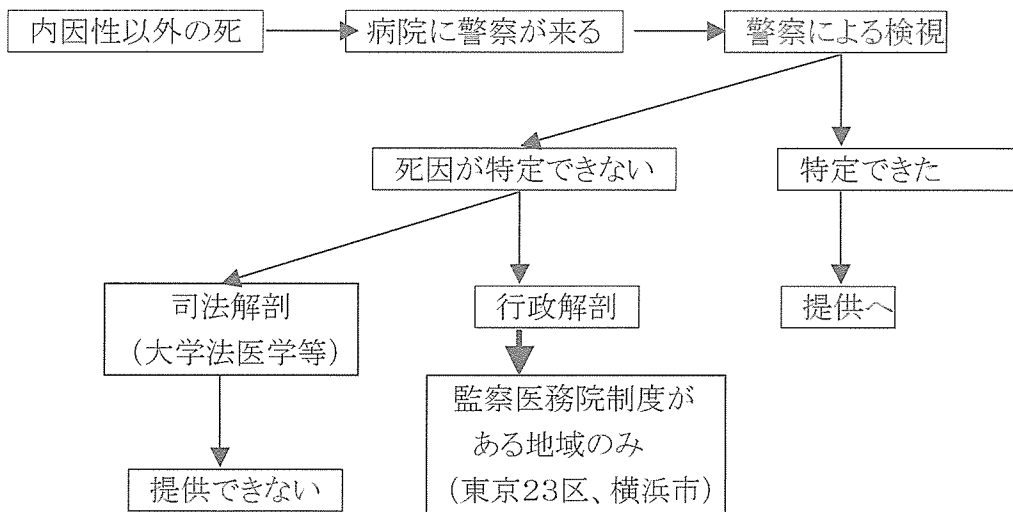 内因性以外の死
病院に警察が来る
警察による検視
死因が特定できない
特定できた
司法解剖
(大学法医学等)
行政解剖
提供へ
監察医務院制度が
ある地域のみ
(東京23区、横浜市)
提供できない